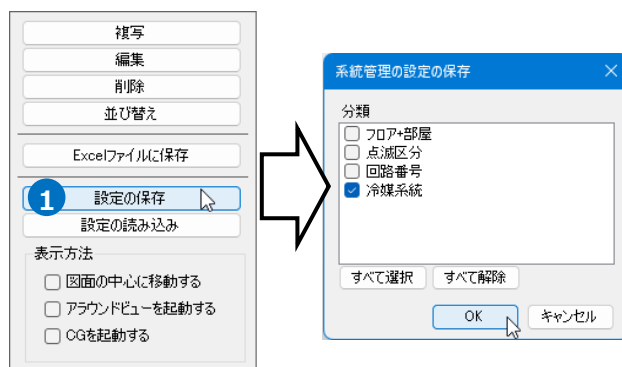 複写
編集
削除
並び替え
Excelファイルに保存
1
設定の保存
設定の読み込み
表示方法
図面の中心に移動する
アラウンドビューを起動する
CGを起動する
系統管理の設定の保存
分類
フロア+部屋
点滅区分
回路番号
冷媒系統
すべて選択
すべて解除
OK
キャンセル